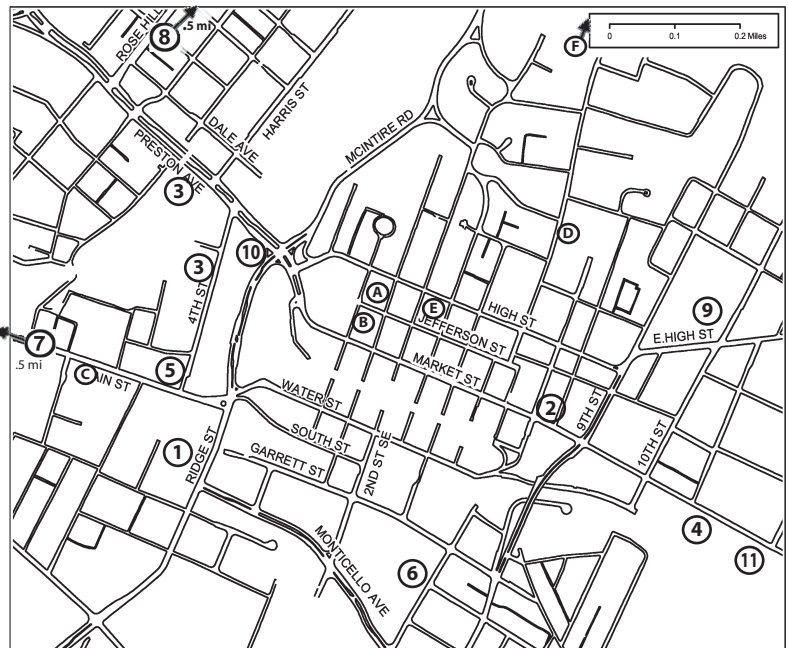 ROSE HILL
8
.5 mi
F
0 0.1 0.2 Miles
HARRIS ST
DALE AVE
MCINTIRE RD
PRESTON AVE
3
D
10
3
4TH ST
A
E
HIGH ST
9
B
JEFFERSON ST
E.HIGH ST
7
.5 mi
C
AIN ST
5
MARKET ST
WATER ST
2
9TH ST
SOUTH ST
1
RIDGE ST
GARRETT ST
2ND ST SE
10TH ST
4
MONTICELLO AVE
6
11